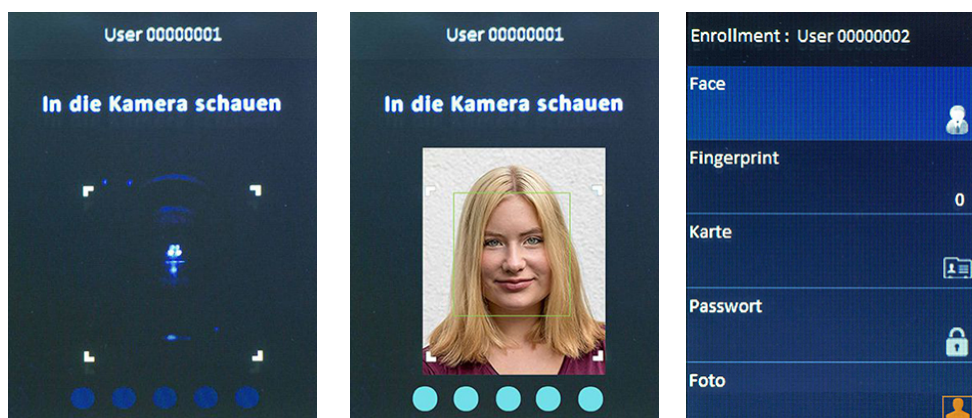 User 00000001
In die Kamera schauen
User 00000001
In die Kamera schauen
Enrollment : User 00000002
Face
Fingerprint
0
Karte
Passwort
Foto